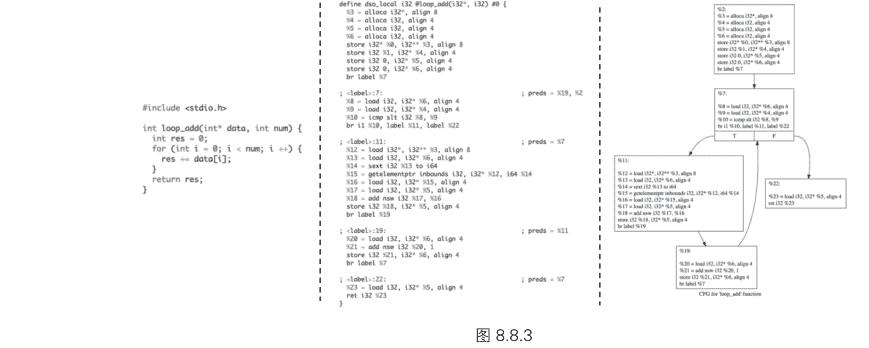 #include <stdio.h>
int loop_add(int* data, int num) {
int res = 0;
for (int i = 0; i < num; i ++) {
res += data[i];
}
return res;
}
define dso_local i32 @loop_add(i32*, i32) #0 {
%3 = alloca i32*, align 8
%4 = alloca i32, align 4
%5 = alloca i32, align 4
%6 = alloca i32, align 4
store i32* %0, i32** %3, align 8
store i32 %1, i32* %4, align 4
store i32 0, i32* %5, align 4
store i32 0, i32* %6, align 4
br label %7
; <label>:7: ; preds = %19, %2
%8 = load i32, i32* %6, align 4
%9 = load i32, i32* %4, align 4
%10 = icmp slt i32 %8, %9
br i1 %10, label %11, label %22
; <label>:11: ; preds = %7
%12 = load i32*, i32** %3, align 8
%13 = load i32, i32* %6, align 4
%14 = sext i32 %13 to i64
%15 = getelementptr inbounds i32, i32* %12, i64 %14
%16 = load i32, i32* %15, align 4
%17 = load i32, i32* %5, align 4
%18 = add nsw i32 %17, %16
store i32 %18, i32* %5, align 4
br label %19
; <label>:19: ; preds = %11
%20 = load i32, i32* %6, align 4
%21 = add nsw i32 %20, 1
store i32 %21, i32* %6, align 4
br label %7
; <label>:22: ; preds = %7
%23 = load i32, i32* %5, align 4
ret i32 %23
}
%2:
%3 = alloca i32*, align 8
%4 = alloca i32, align 4
%5 = alloca i32, align 4
%6 = alloca i32, align 4
store i32* %0, i32** %3, align 8
store i32 %1, i32* %4, align 4
store i32 0, i32* %5, align 4
store i32 0, i32* %6, align 4
br label %7
%7:
%8 = load i32, i32* %6, align 4
%9 = load i32, i32* %4, align 4
%10 = icmp slt i32 %8, %9
br i1 %10, label %11, label %22
T F
%11:
%12 = load i32*, i32** %3, align 8
%13 = load i32, i32* %6, align 4
%14 = sext i32 %13 to i64
%15 = getelementptr inbounds i32, i32* %12, i64 %14
%16 = load i32, i32* %15, align 4
%17 = load i32, i32* %5, align 4
%18 = add nsw i32 %17, %16
store i32 %18, i32* %5, align 4
br label %19
%22:
%23 = load i32, i32* %5, align 4
ret i32 %23
%19:
%20 = load i32, i32* %6, align 4
%21 = add nsw i32 %20, 1
store i32 %21, i32* %6, align 4
br label %7
CFG for 'loop_add' function
图 8.8.3